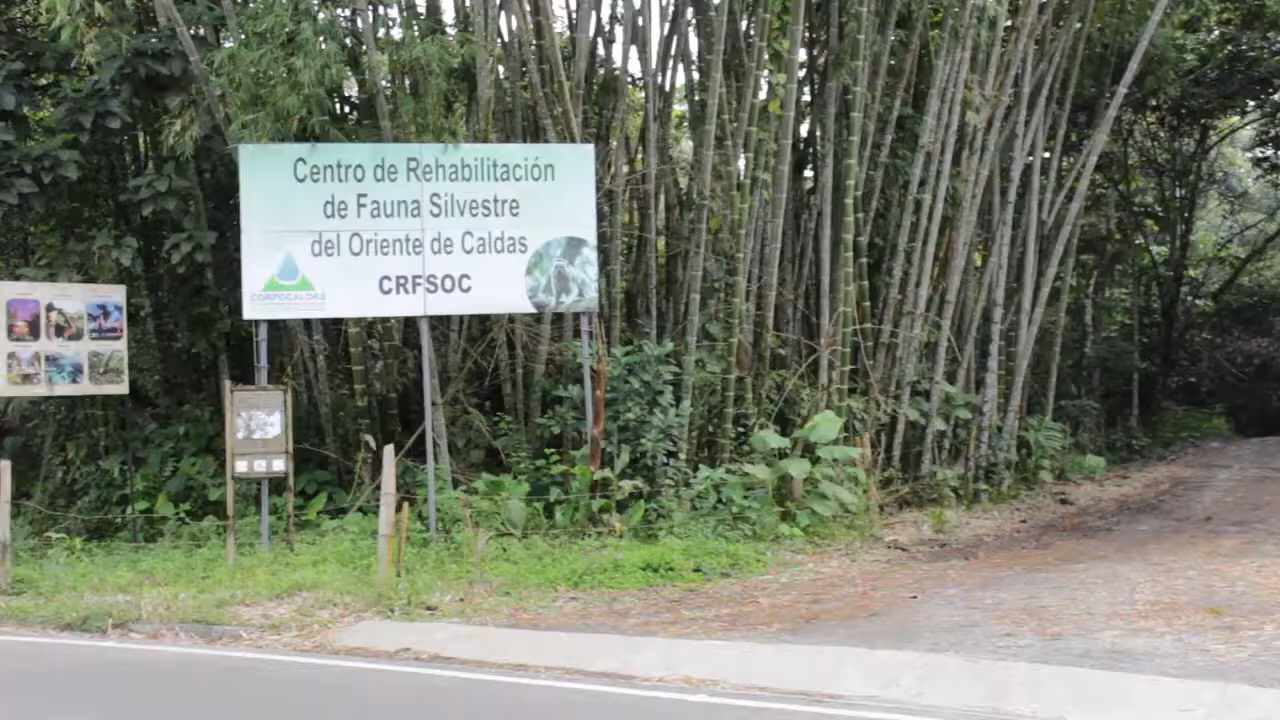 Centro de Rehabilitación
de Fauna Silvestre
del Oriente de Caldas
CRFSOC
CORPOCALDAS